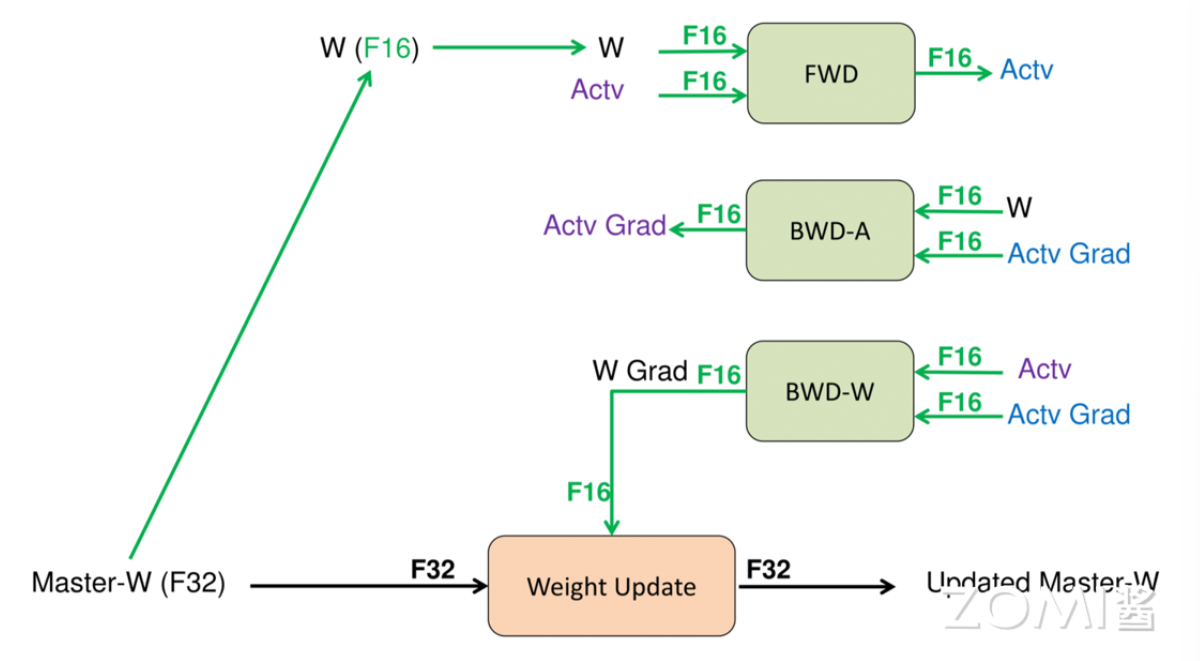 W (F16)
W
F16
Actv
F16
FWD
F16
Actv
Actv Grad
F16
BWD-A
F16
W
F16
Actv Grad
W Grad
F16
BWD-W
F16
Actv
F16
Actv Grad
F16
Master-W (F32)
F32
Weight Update
F32
Updated Master-W
ZOMI酱